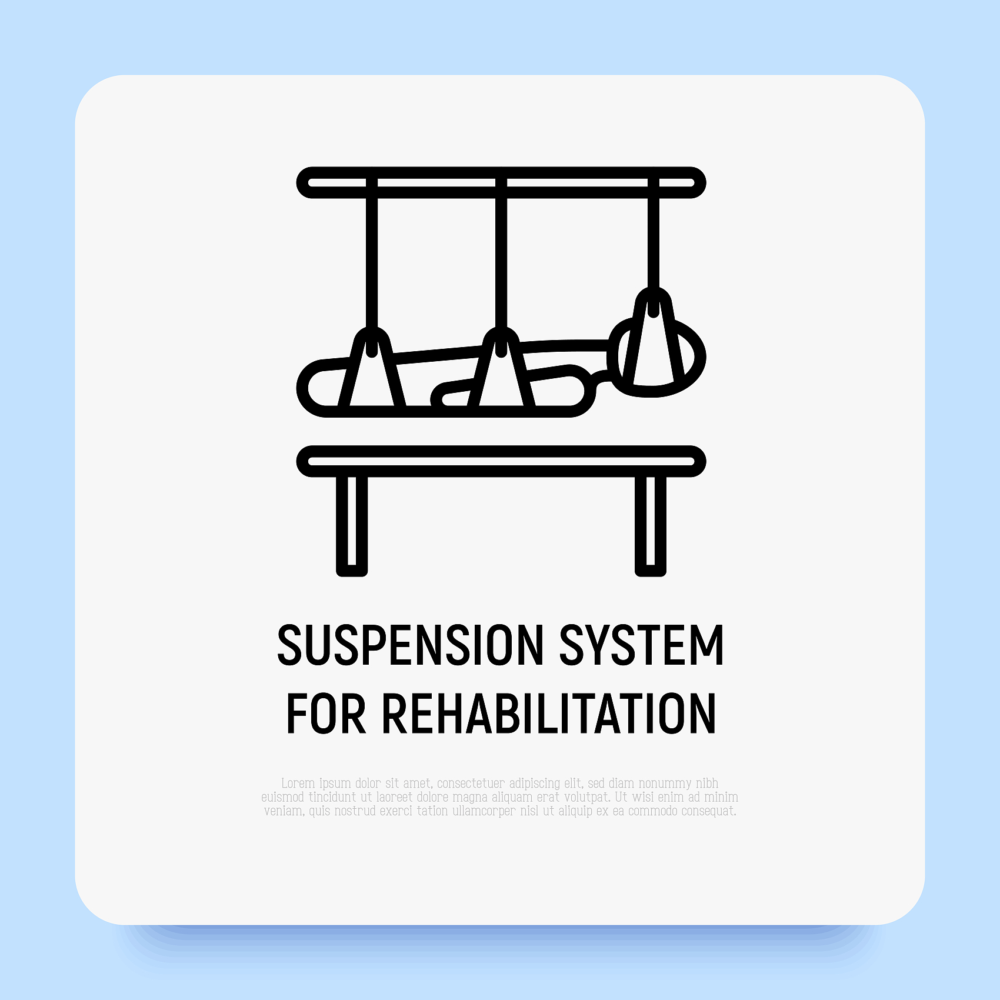 SUSPENSION SYSTEM
FOR REHABILITATION
Lorem ipsum dolor sit amet, consectetuer adipiscing elit, sed diam nonummy nibh
euismod tincidunt ut laoreet dolore magna aliquam erat volutpat. Ut wisi enim ad minim
veniam, quis nostrud exerci tation ullamcorper nisl ut aliquip ex ea commodo consequat.